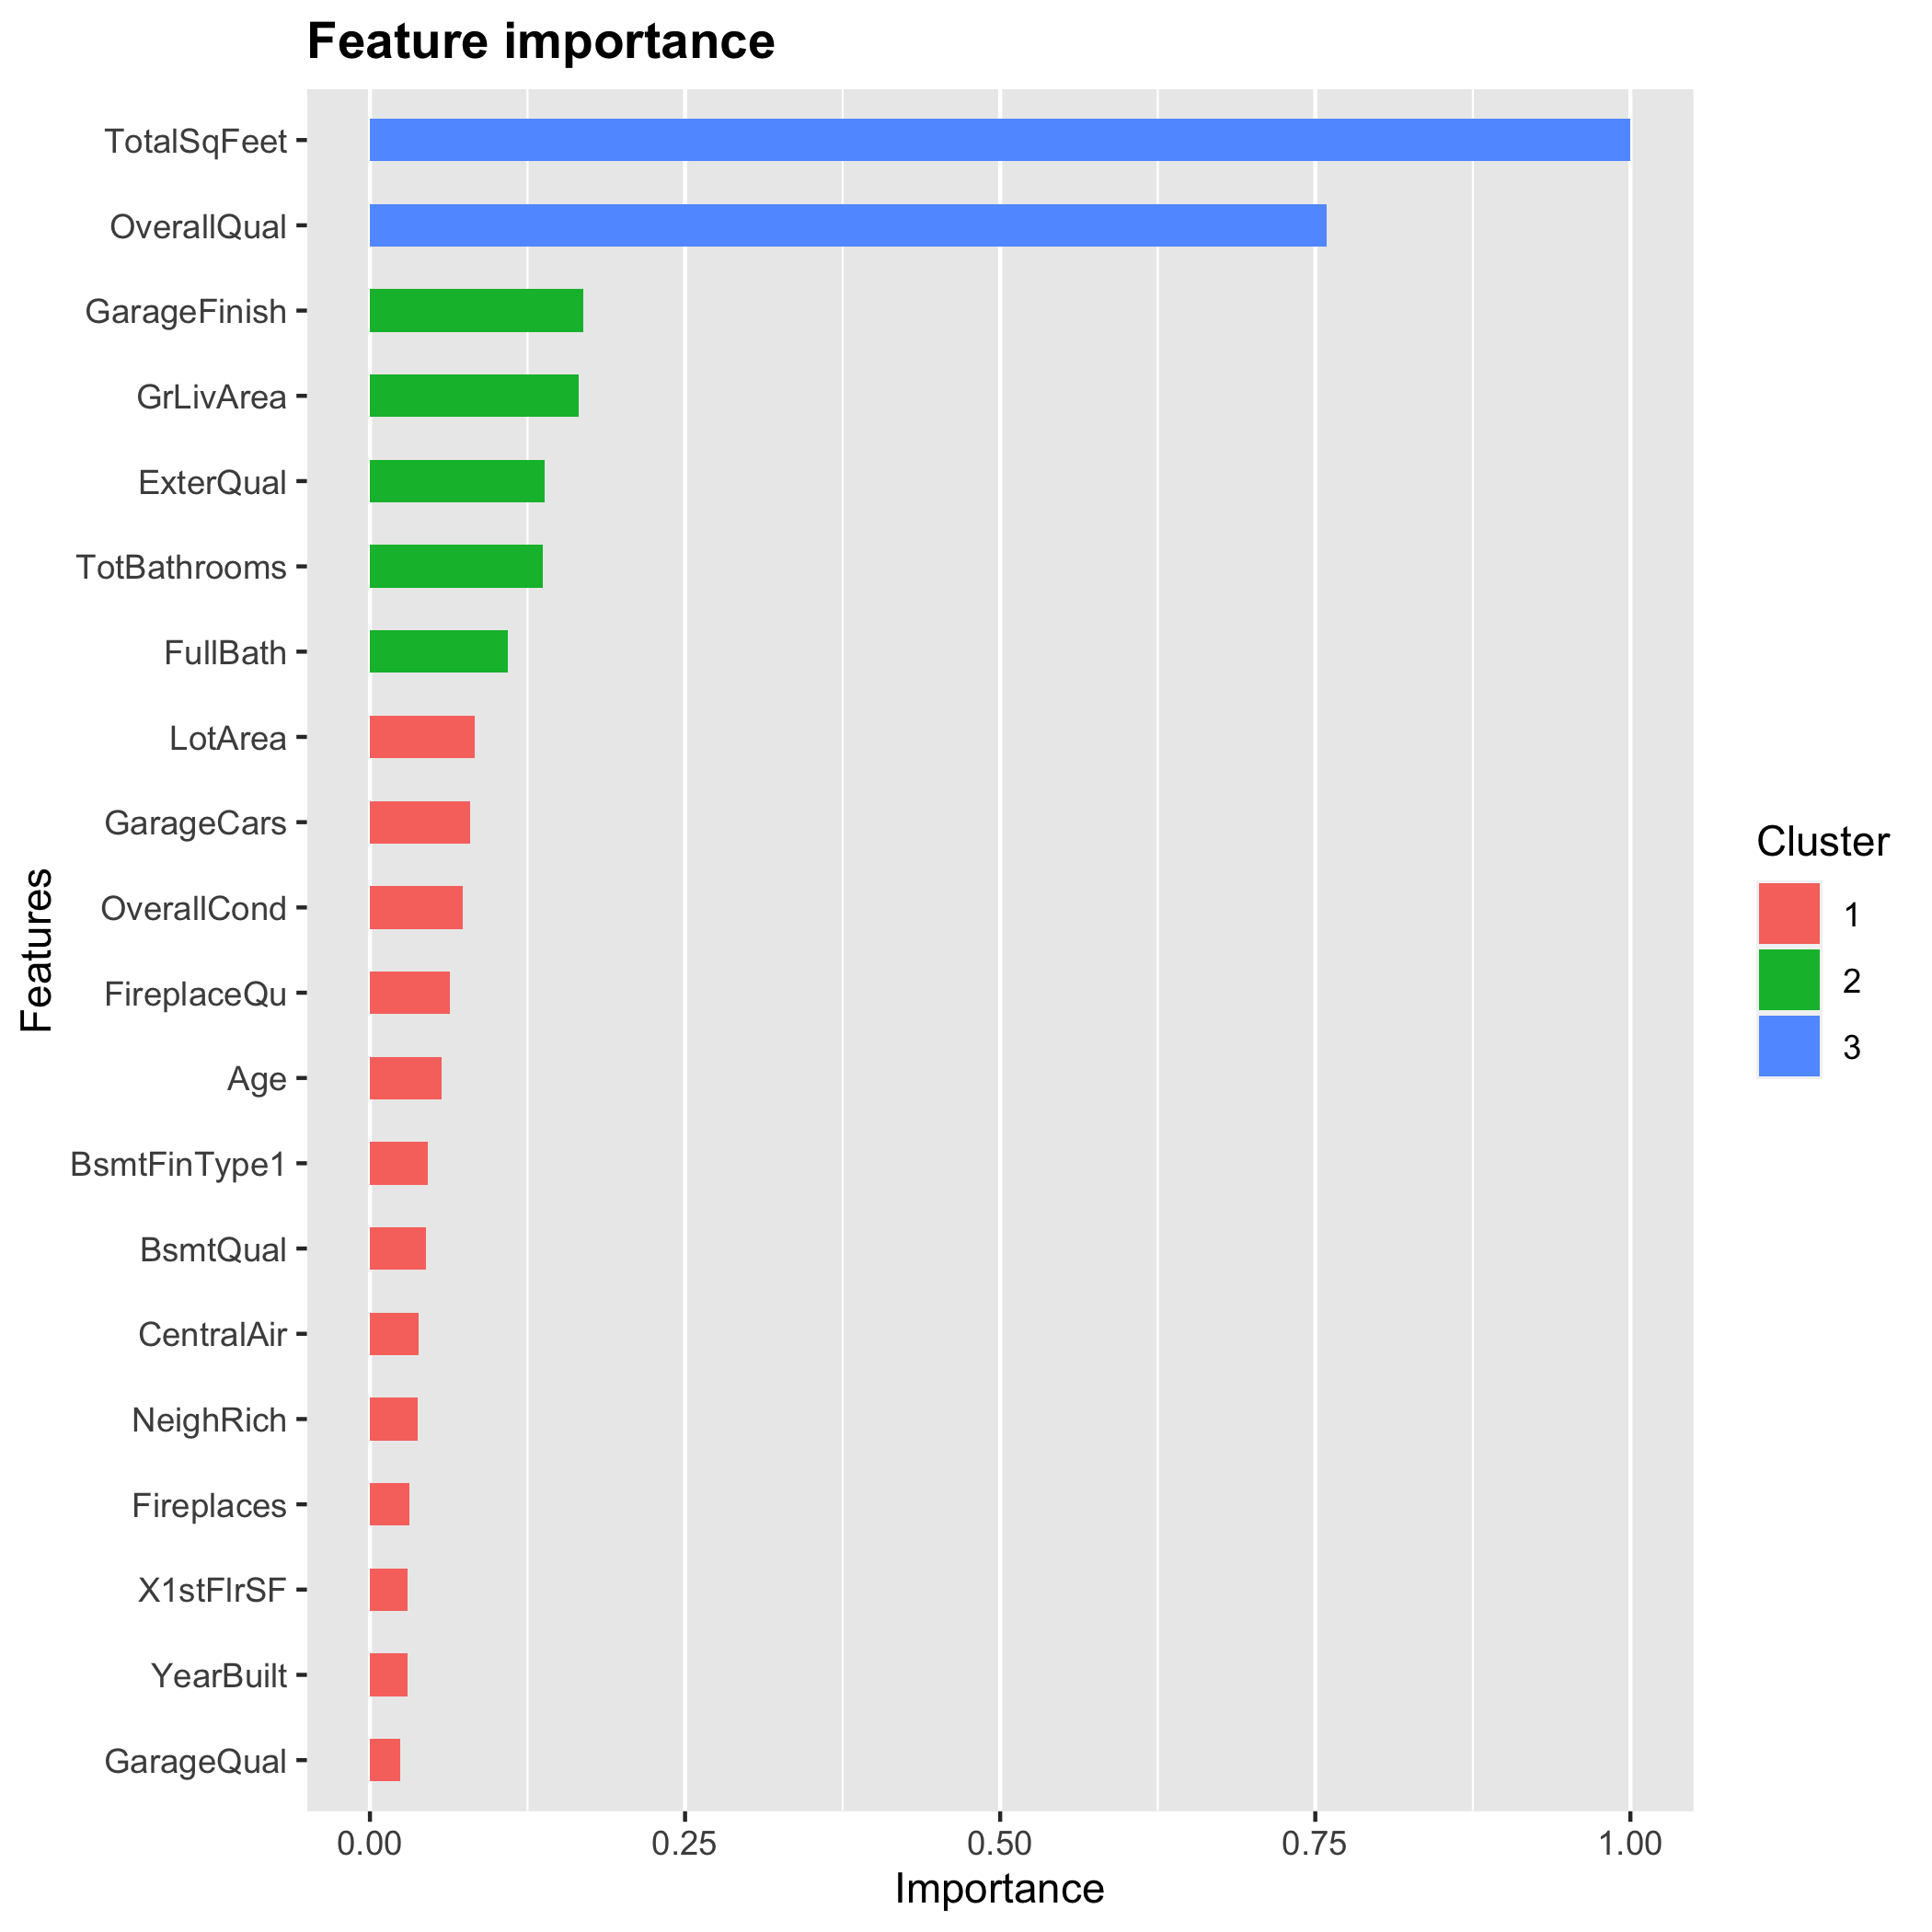 Feature importance
TotalSqFeet
OverallQual
GarageFinish
GrLivArea
ExterQual
TotBathrooms
FullBath
LotArea
GarageCars
OverallCond
FireplaceQu
Age
BsmtFinType1
BsmtQual
CentralAir
NeighRich
Fireplaces
X1stFlrSF
YearBuilt
GarageQual
Features
0.00 0.25 0.50 0.75 1.00
Importance
Cluster
1
2
3